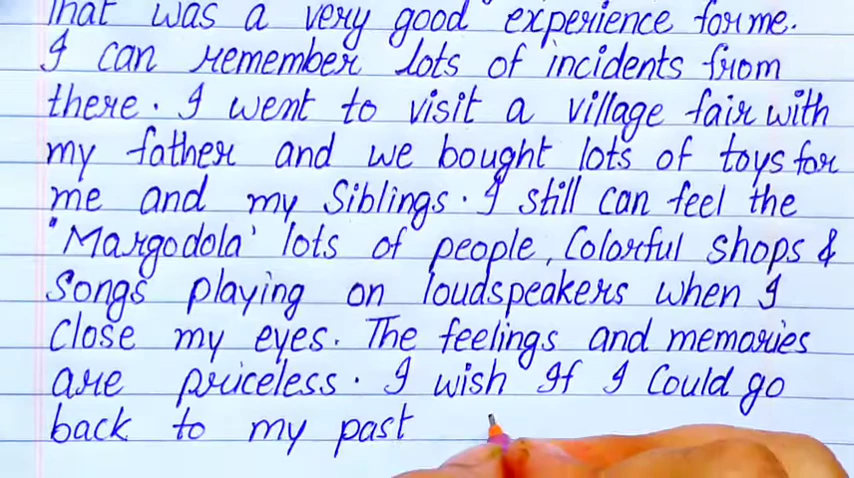 That was a very good experience for me.
I can remember lots of incidents from
there. I went to visit a village fair with
my father and we bought lots of toys for
me and my Siblings. I still can feel the
'Margodola' lots of people, Colorful shops &
Songs playing on loudspeakers when I
Close my eyes. The feelings and memories
are priceless. I wish If I Could go
back to my past